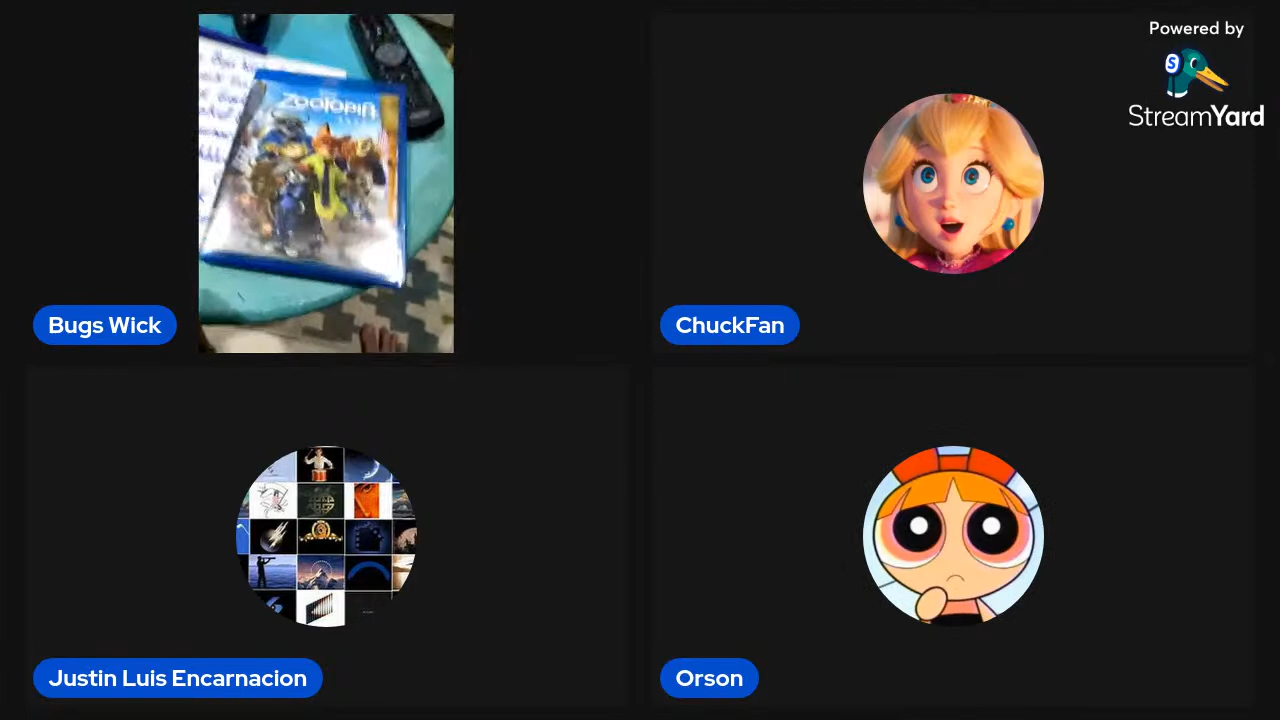 Powered by
S
StreamYard
ZOOTOPIA
Bugs Wick
ChuckFan
Justin Luis Encarnacion
Orson